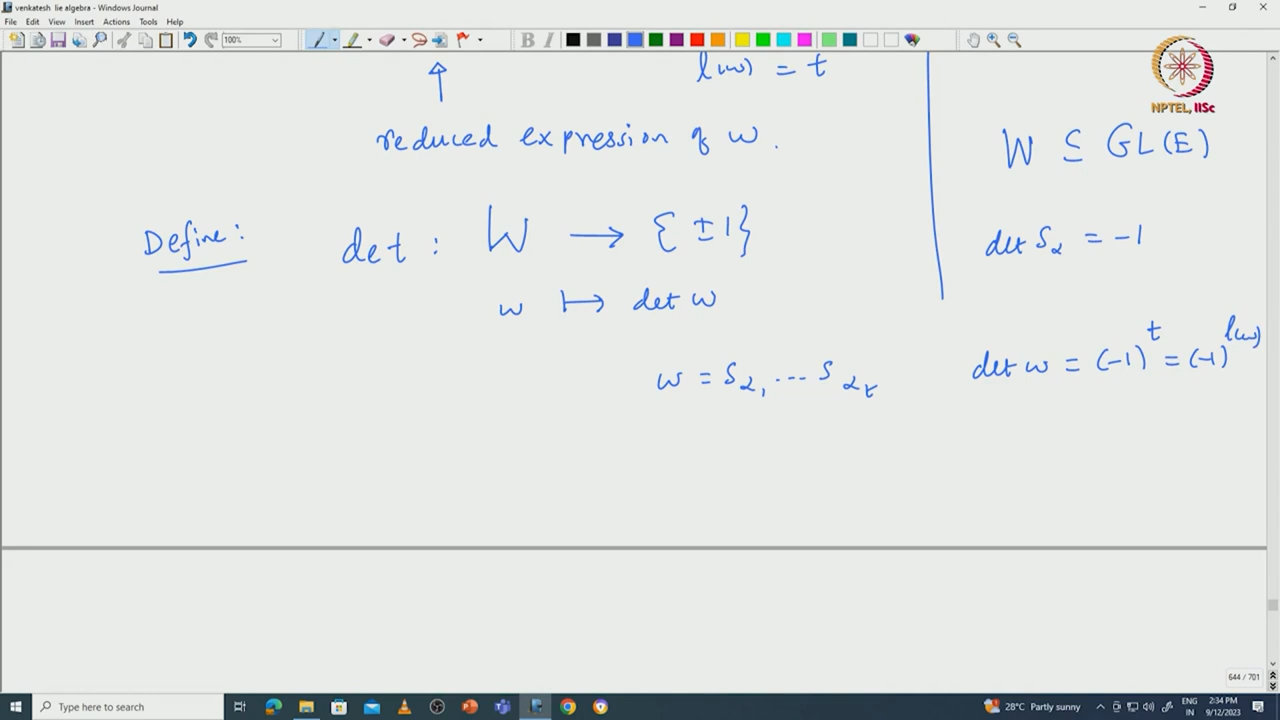 venkatesh lie algebra - Windows Journal
File Edit View Insert Actions Tools Help
100%
B I
NPTEL, IISc
l(w) = t
reduced expression of w.
W ⊆ GL(E)
Define: det : W → {±1}
w ↦ det w
det S_α = -1
w = S_α₁ ... S_α_t
det w = (-1)^t = (-1)^l(w)
644 / 701
Type here to search
28°C Partly sunny
ENG
IN
2:34 PM
9/12/2023